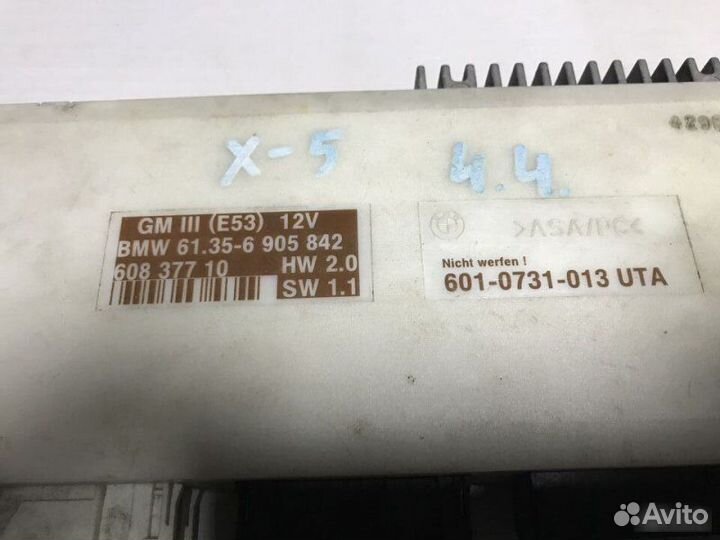 X-5 4.4.
GM III (E53) 12V
BMW 61.35-6 905 842
608 377 10 HW 2.0
SW 1.1
>ASA/PC<
Nicht werfen !
601-0731-013 UTA
Avito